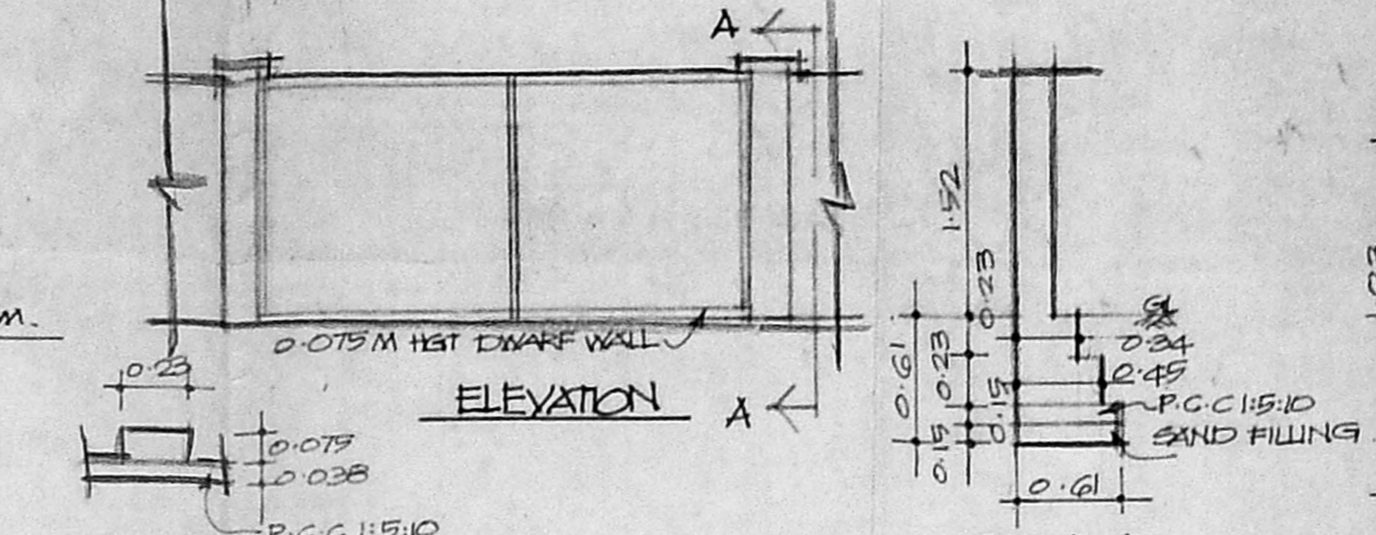 A
M.
0.075 M HGT DWARF WALL
ELEVATION
A
0.23
0.075
0.038
P.C.C 1:5:10
1.52
0.23
0.61
0.23
0.15
0.15
GL
0.34
0.45
P.C.C 1:5:10
SAND FILLING
0.61